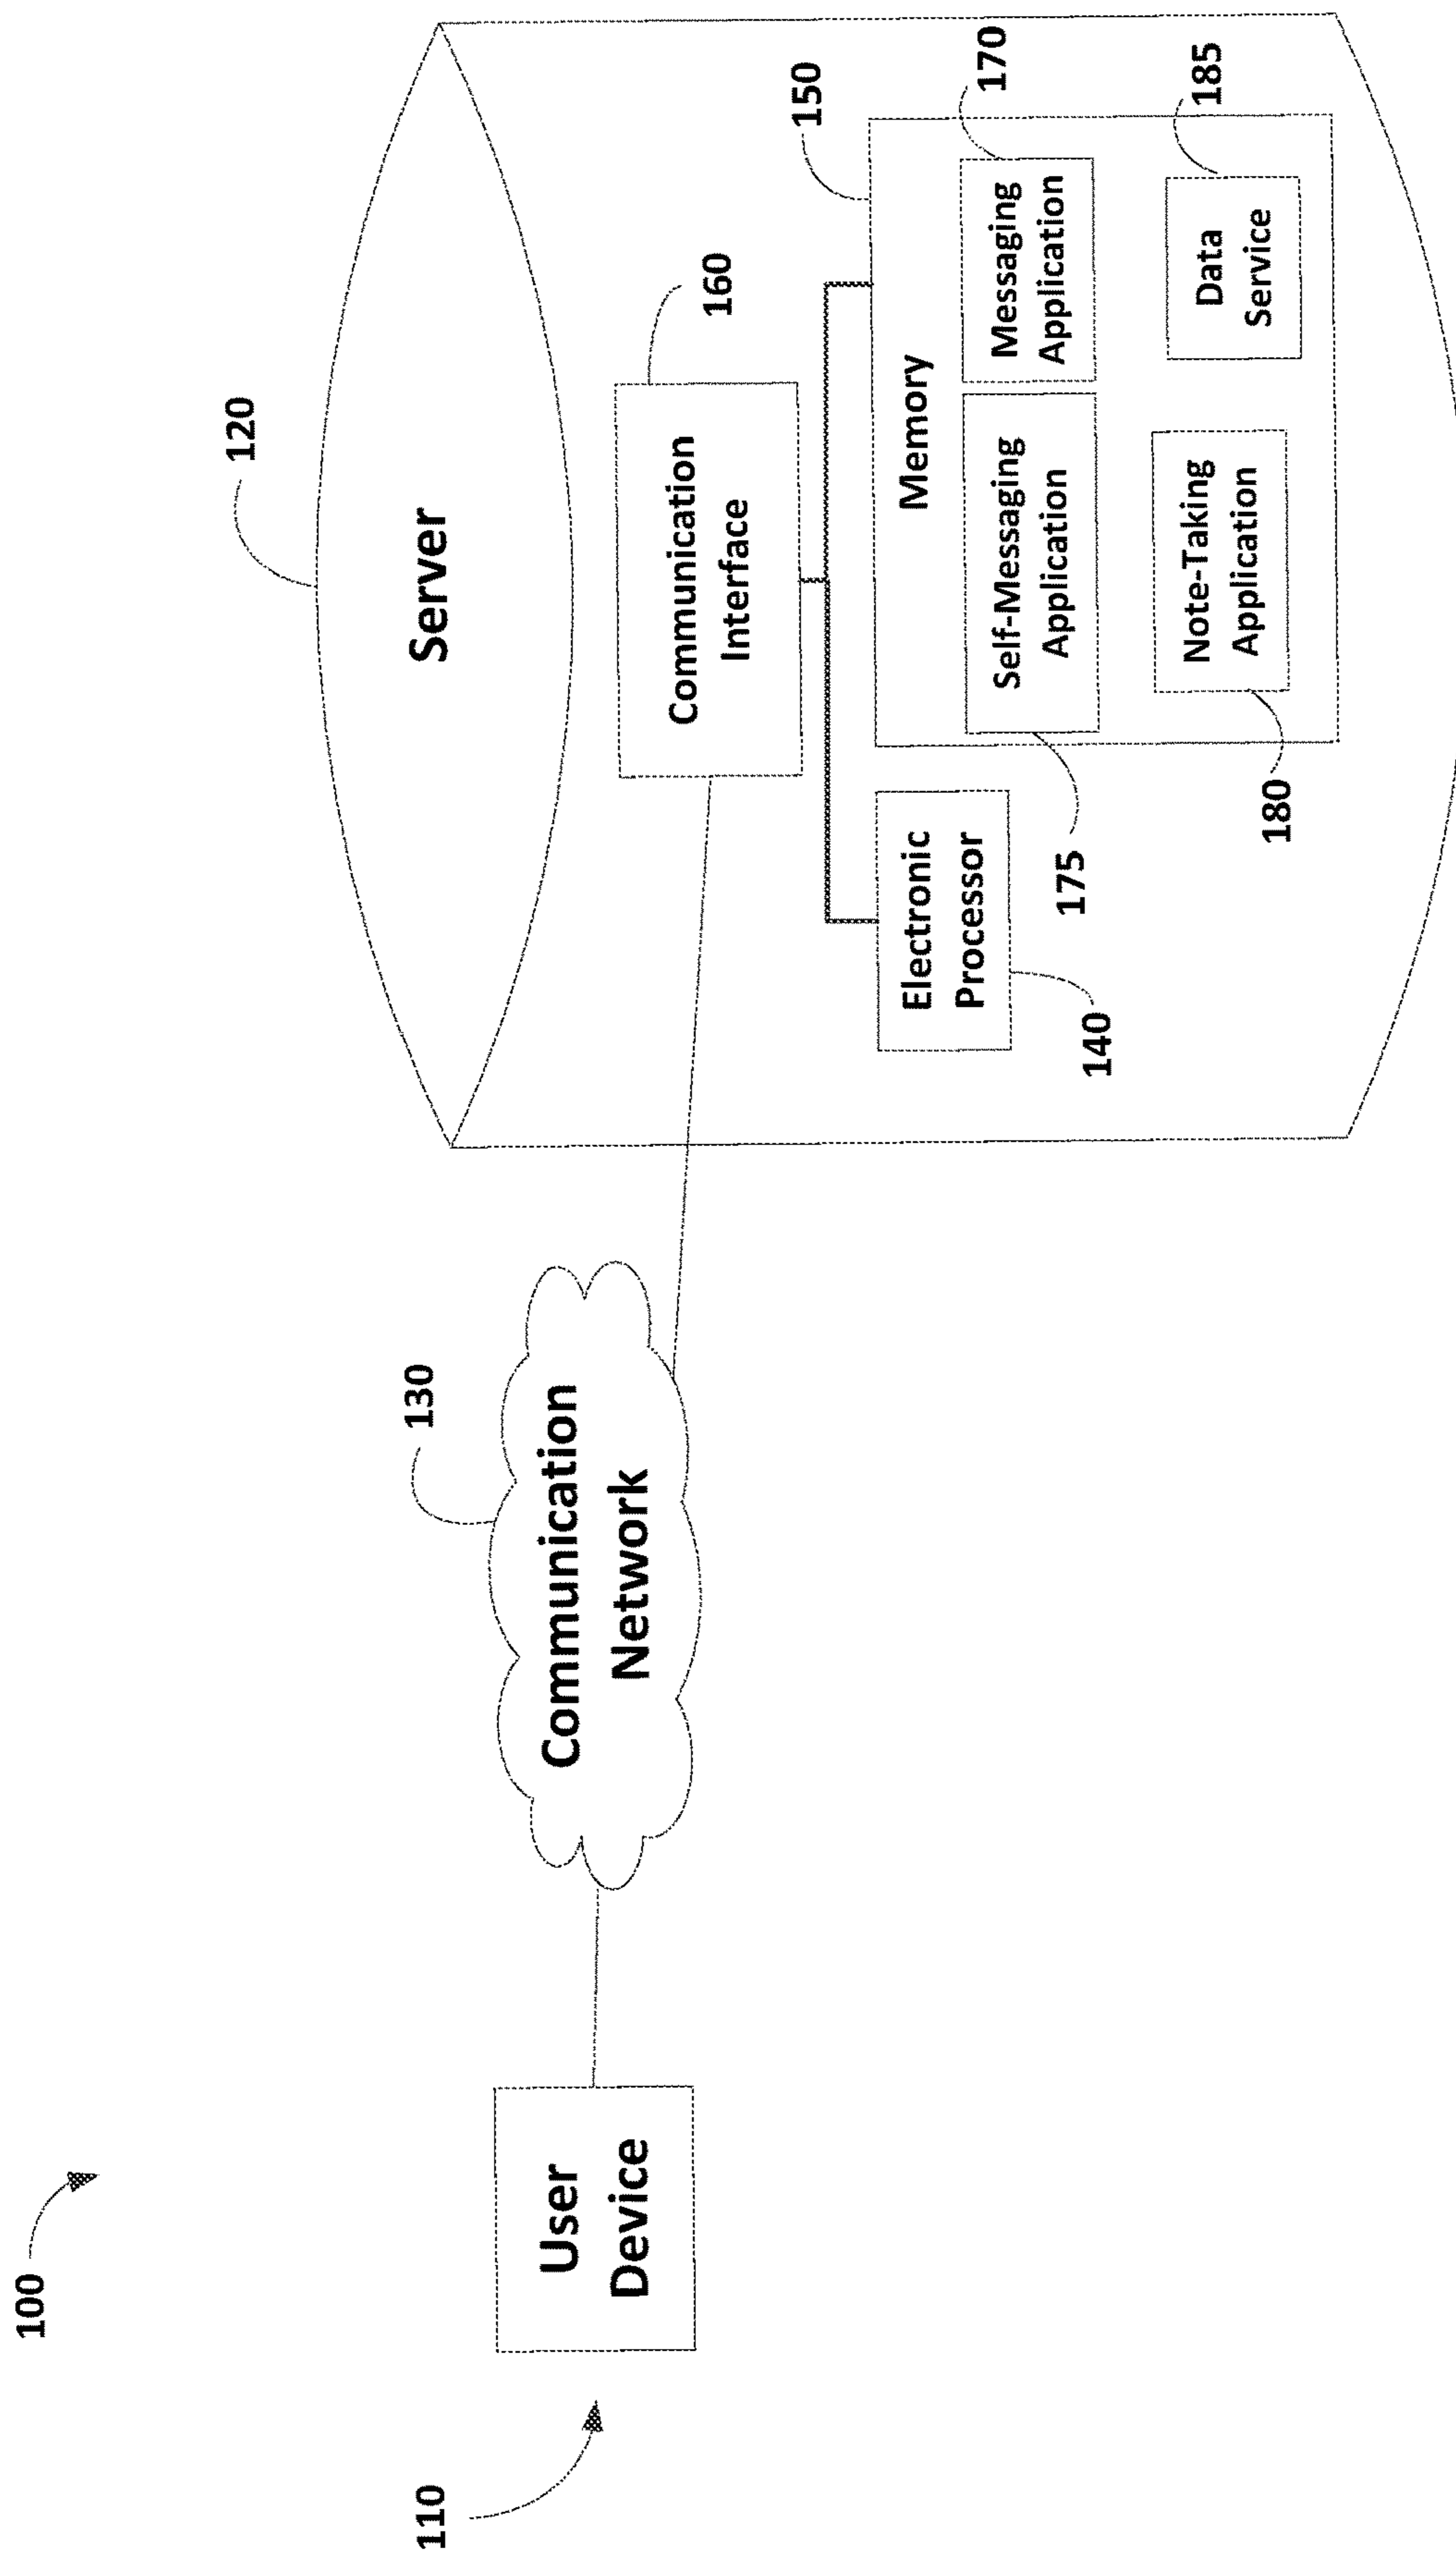 100
110
User
Device
130
Communication
Network
120
Server
160
Communication
Interface
140
Electronic
Processor
150
Memory
175
Self-Messaging
Application
170
Messaging
Application
180
Note-Taking
Application
185
Data
Service